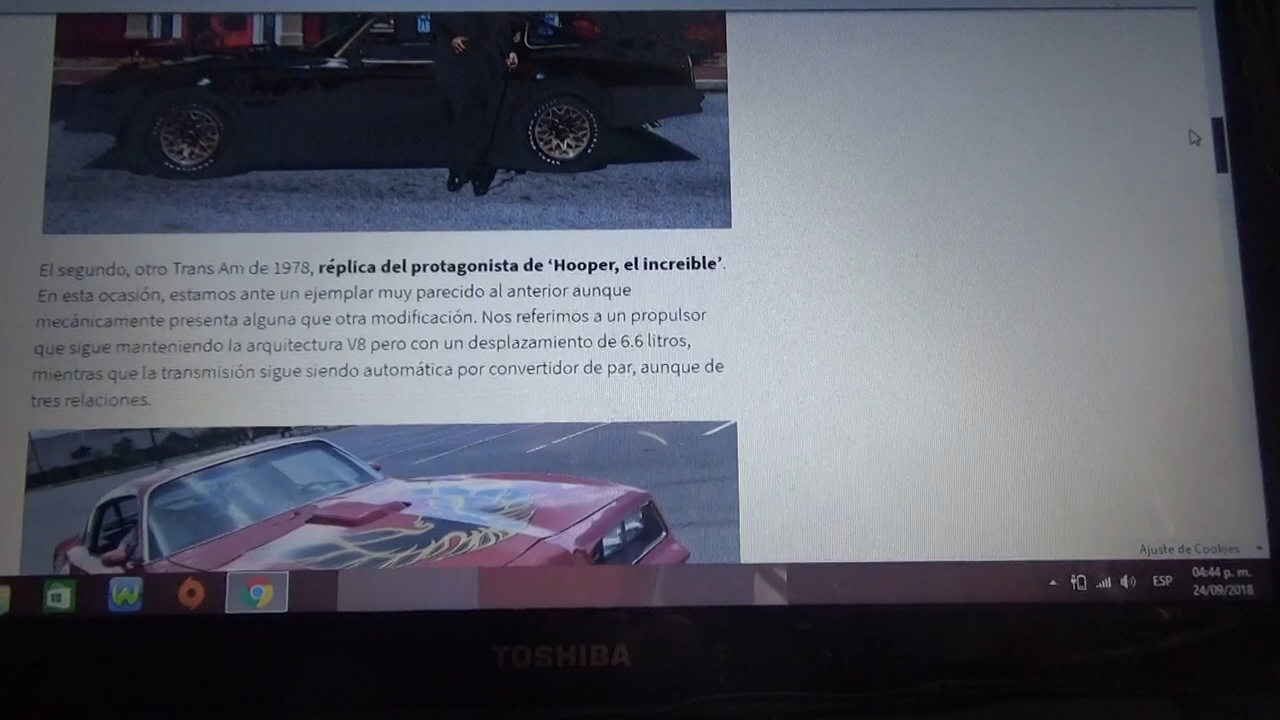 El segundo, otro Trans Am de 1978, réplica del protagonista de ‘Hooper, el increible’.
En esta ocasión, estamos ante un ejemplar muy parecido al anterior aunque
mecánicamente presenta alguna que otra modificación. Nos referimos a un propulsor
que sigue manteniendo la arquitectura V8 pero con un desplazamiento de 6.6 litros,
mientras que la transmisión sigue siendo automática por convertidor de par, aunque de
tres relaciones.
Ajuste de Cookies
ESP
04:44 p. m.
24/09/2018
TOSHIBA